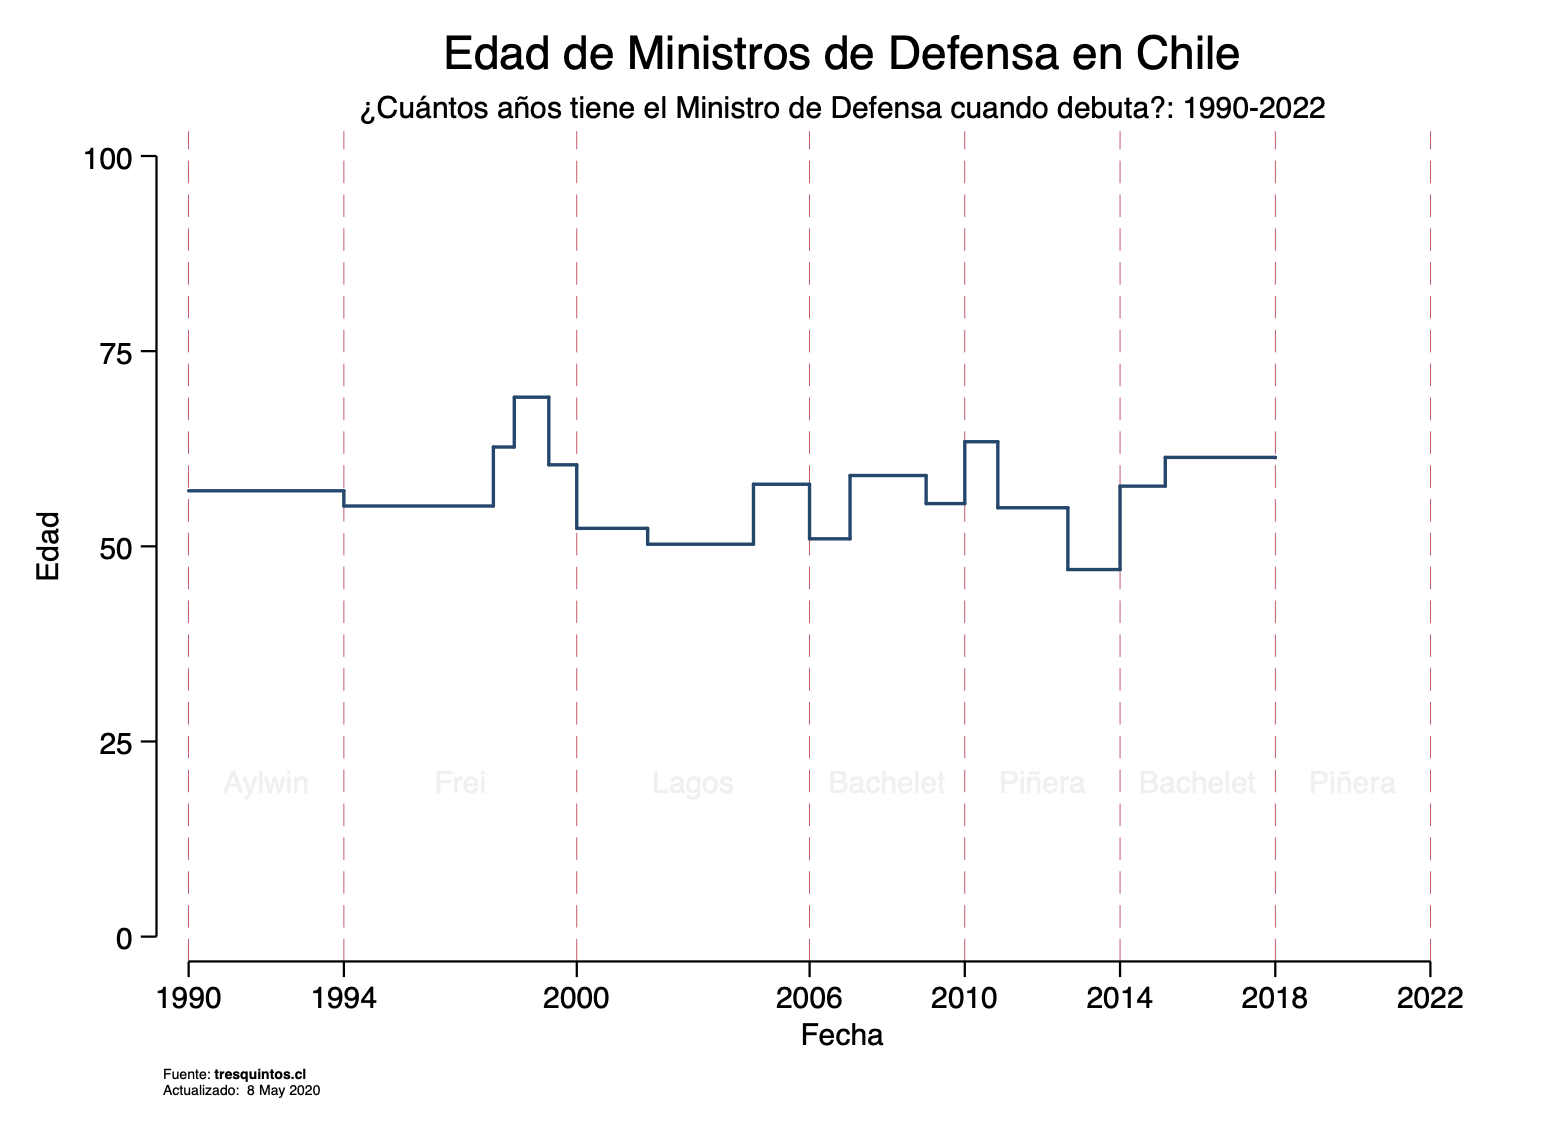 Edad de Ministros de Defensa en Chile
¿Cuántos años tiene el Ministro de Defensa cuando debuta?: 1990-2022
100
75
50
25
0
Edad
Aylwin Frei Lagos Bachelet Piñera Bachelet Piñera
1990 1994 2000 2006 2010 2014 2018 2022
Fecha
Fuente: tresquintos.cl
Actualizado: 8 May 2020